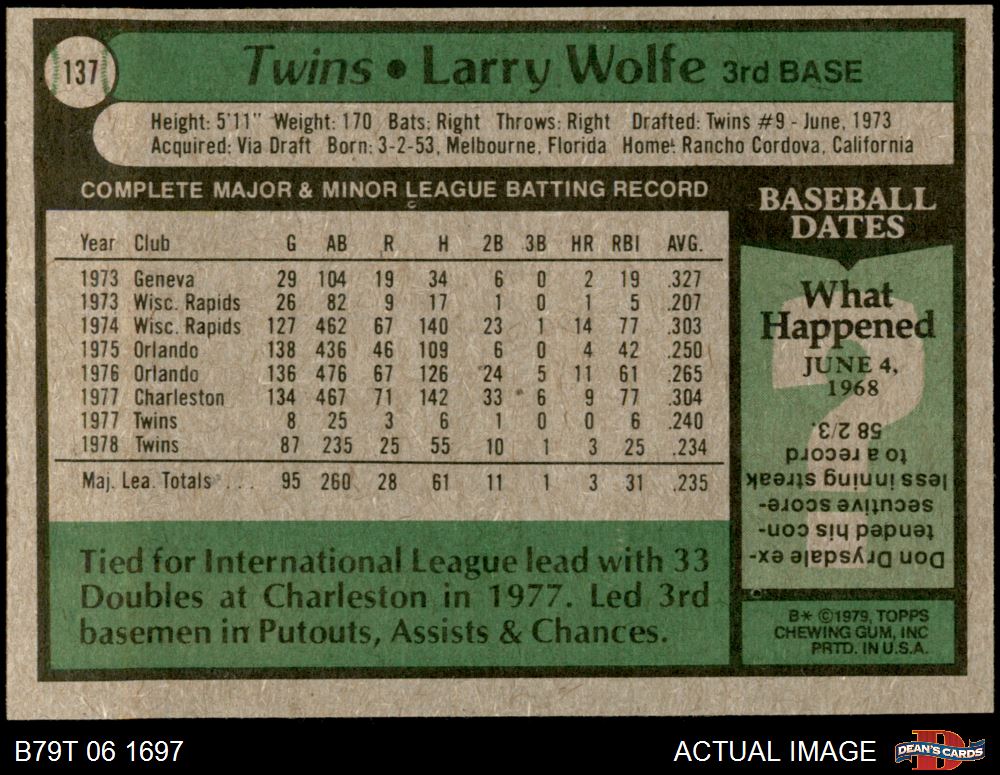 137
Twins • Larry Wolfe 3rd BASE
Height: 5'11" Weight: 170 Bats: Right Throws: Right Drafted: Twins #9 - June, 1973
Acquired: Via Draft Born: 3-2-53, Melbourne, Florida Home: Rancho Cordova, California
COMPLETE MAJOR & MINOR LEAGUE BATTING RECORD
Year Club G AB R H 2B 3B HR RBI AVG.
1973 Geneva 29 104 19 34 6 0 2 19 .327
1973 Wisc. Rapids 26 82 9 17 1 0 1 5 .207
1974 Wisc. Rapids 127 462 67 140 23 1 14 77 .303
1975 Orlando 138 436 46 109 6 0 4 42 .250
1976 Orlando 136 476 67 126 24 5 11 61 .265
1977 Charleston 134 467 71 142 33 6 9 77 .304
1977 Twins 8 25 3 6 1 0 0 6 .240
1978 Twins 87 235 25 55 10 1 3 25 .234
Maj. Lea. Totals . . . 95 260 28 61 11 1 3 31 .235
Tied for International League lead with 33
Doubles at Charleston in 1977. Led 3rd
basemen in Putouts, Assists & Chances.
BASEBALL
DATES
What
Happened
JUNE 4,
1968
Don Drysdale ex-
tended his con-
secutive score-
less inning streak
to a record
58 2/3.
B* ©1979, TOPPS
CHEWING GUM, INC
PRTD. IN U.S.A.
B79T 06 1697
ACTUAL IMAGE
DEAN'S CARDS